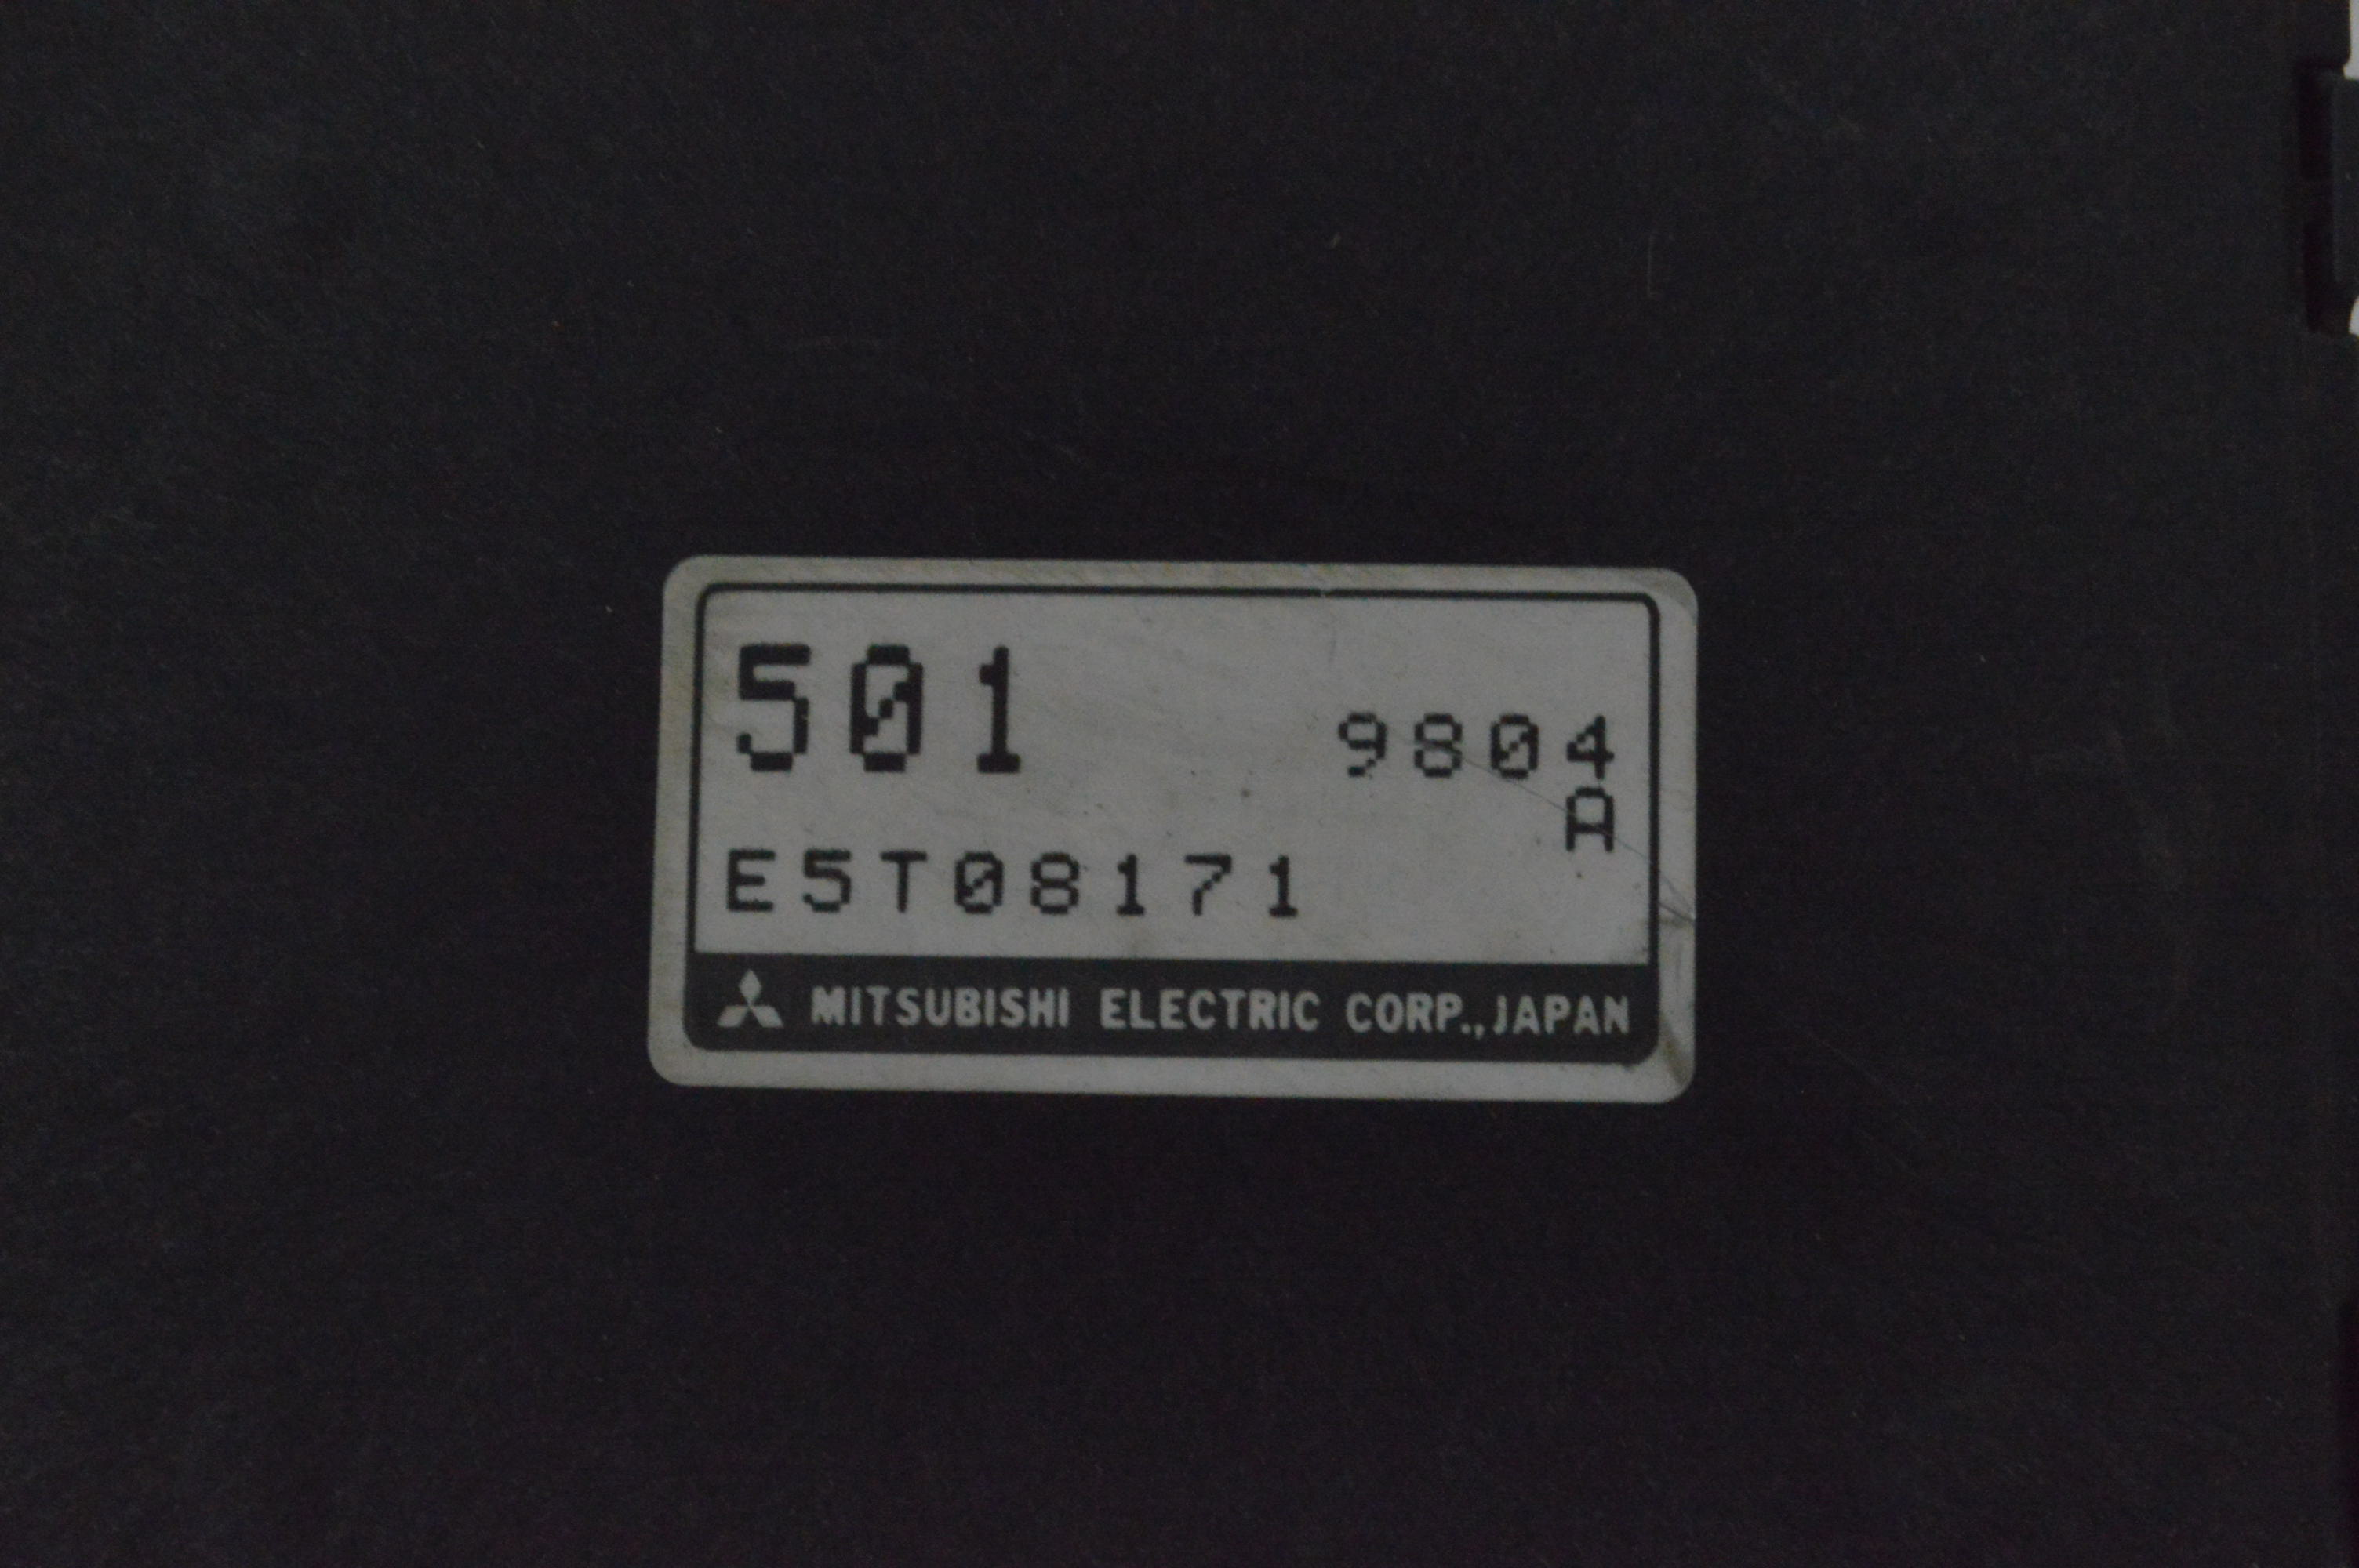 501 9804
A
E5T08171
MITSUBISHI ELECTRIC CORP., JAPAN